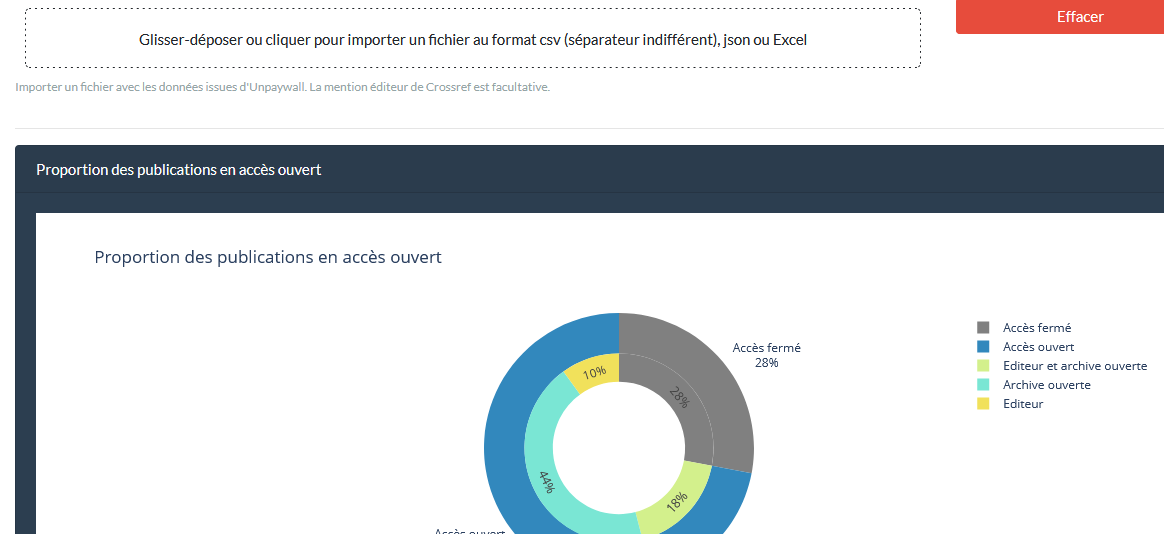 Effacer
Glisser-déposer ou cliquer pour importer un fichier au format csv (séparateur indifférent), json ou Excel
Importer un fichier avec les données issues d'Unpaywall. La mention éditeur de Crossref est facultative.
Proportion des publications en accès ouvert
Proportion des publications en accès ouvert
Accès fermé
28%
10%
28%
44%
18%
Accès ouvert
Accès fermé
Accès ouvert
Editeur et archive ouverte
Archive ouverte
Editeur